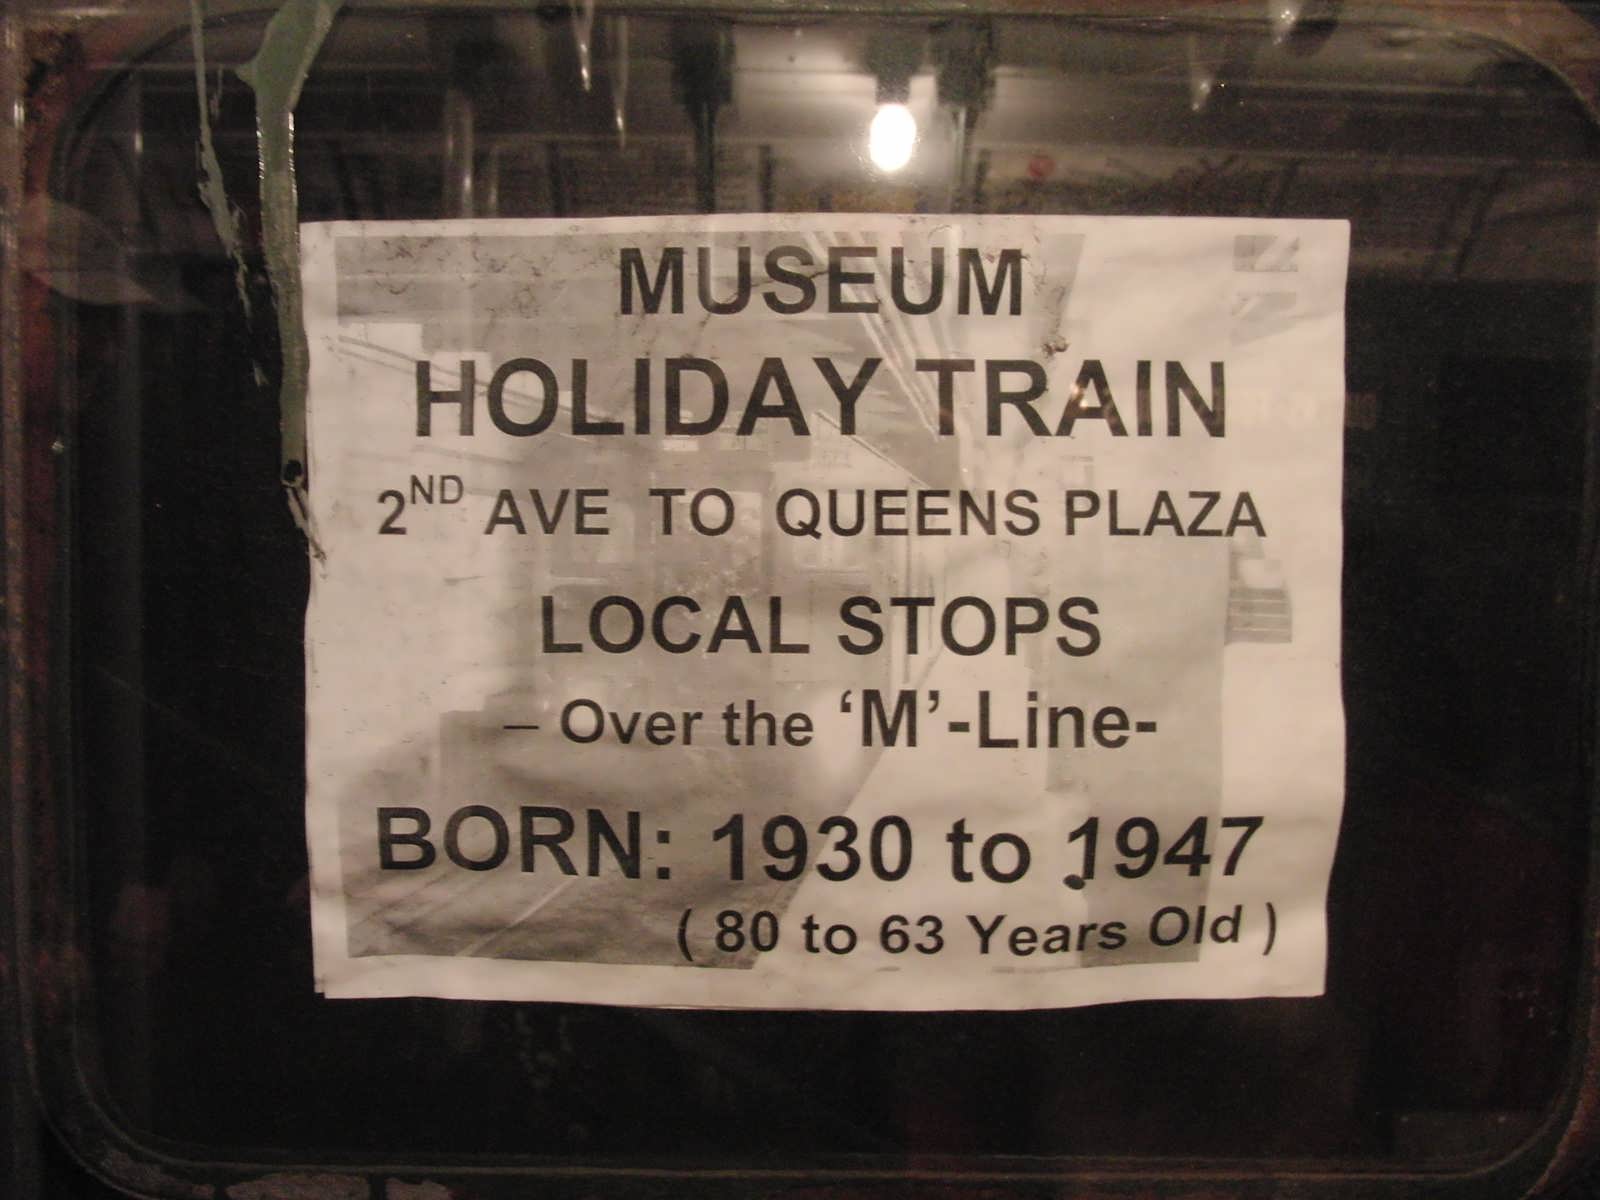 MUSEUM
HOLIDAY TRAIN
2ND AVE TO QUEENS PLAZA
LOCAL STOPS
– Over the ‘M’-Line-
BORN: 1930 to 1947
( 80 to 63 Years Old )